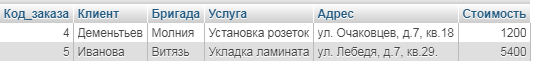 Код_заказа Клиент Бригада Услуга Адрес Стоимость
4 Деменьтьев Молния Установка розеток ул. Очаковцев, д.7, кв.18 1200
5 Иванова Витязь Укладка ламината ул. Лебедя, д.7, кв.29. 5400